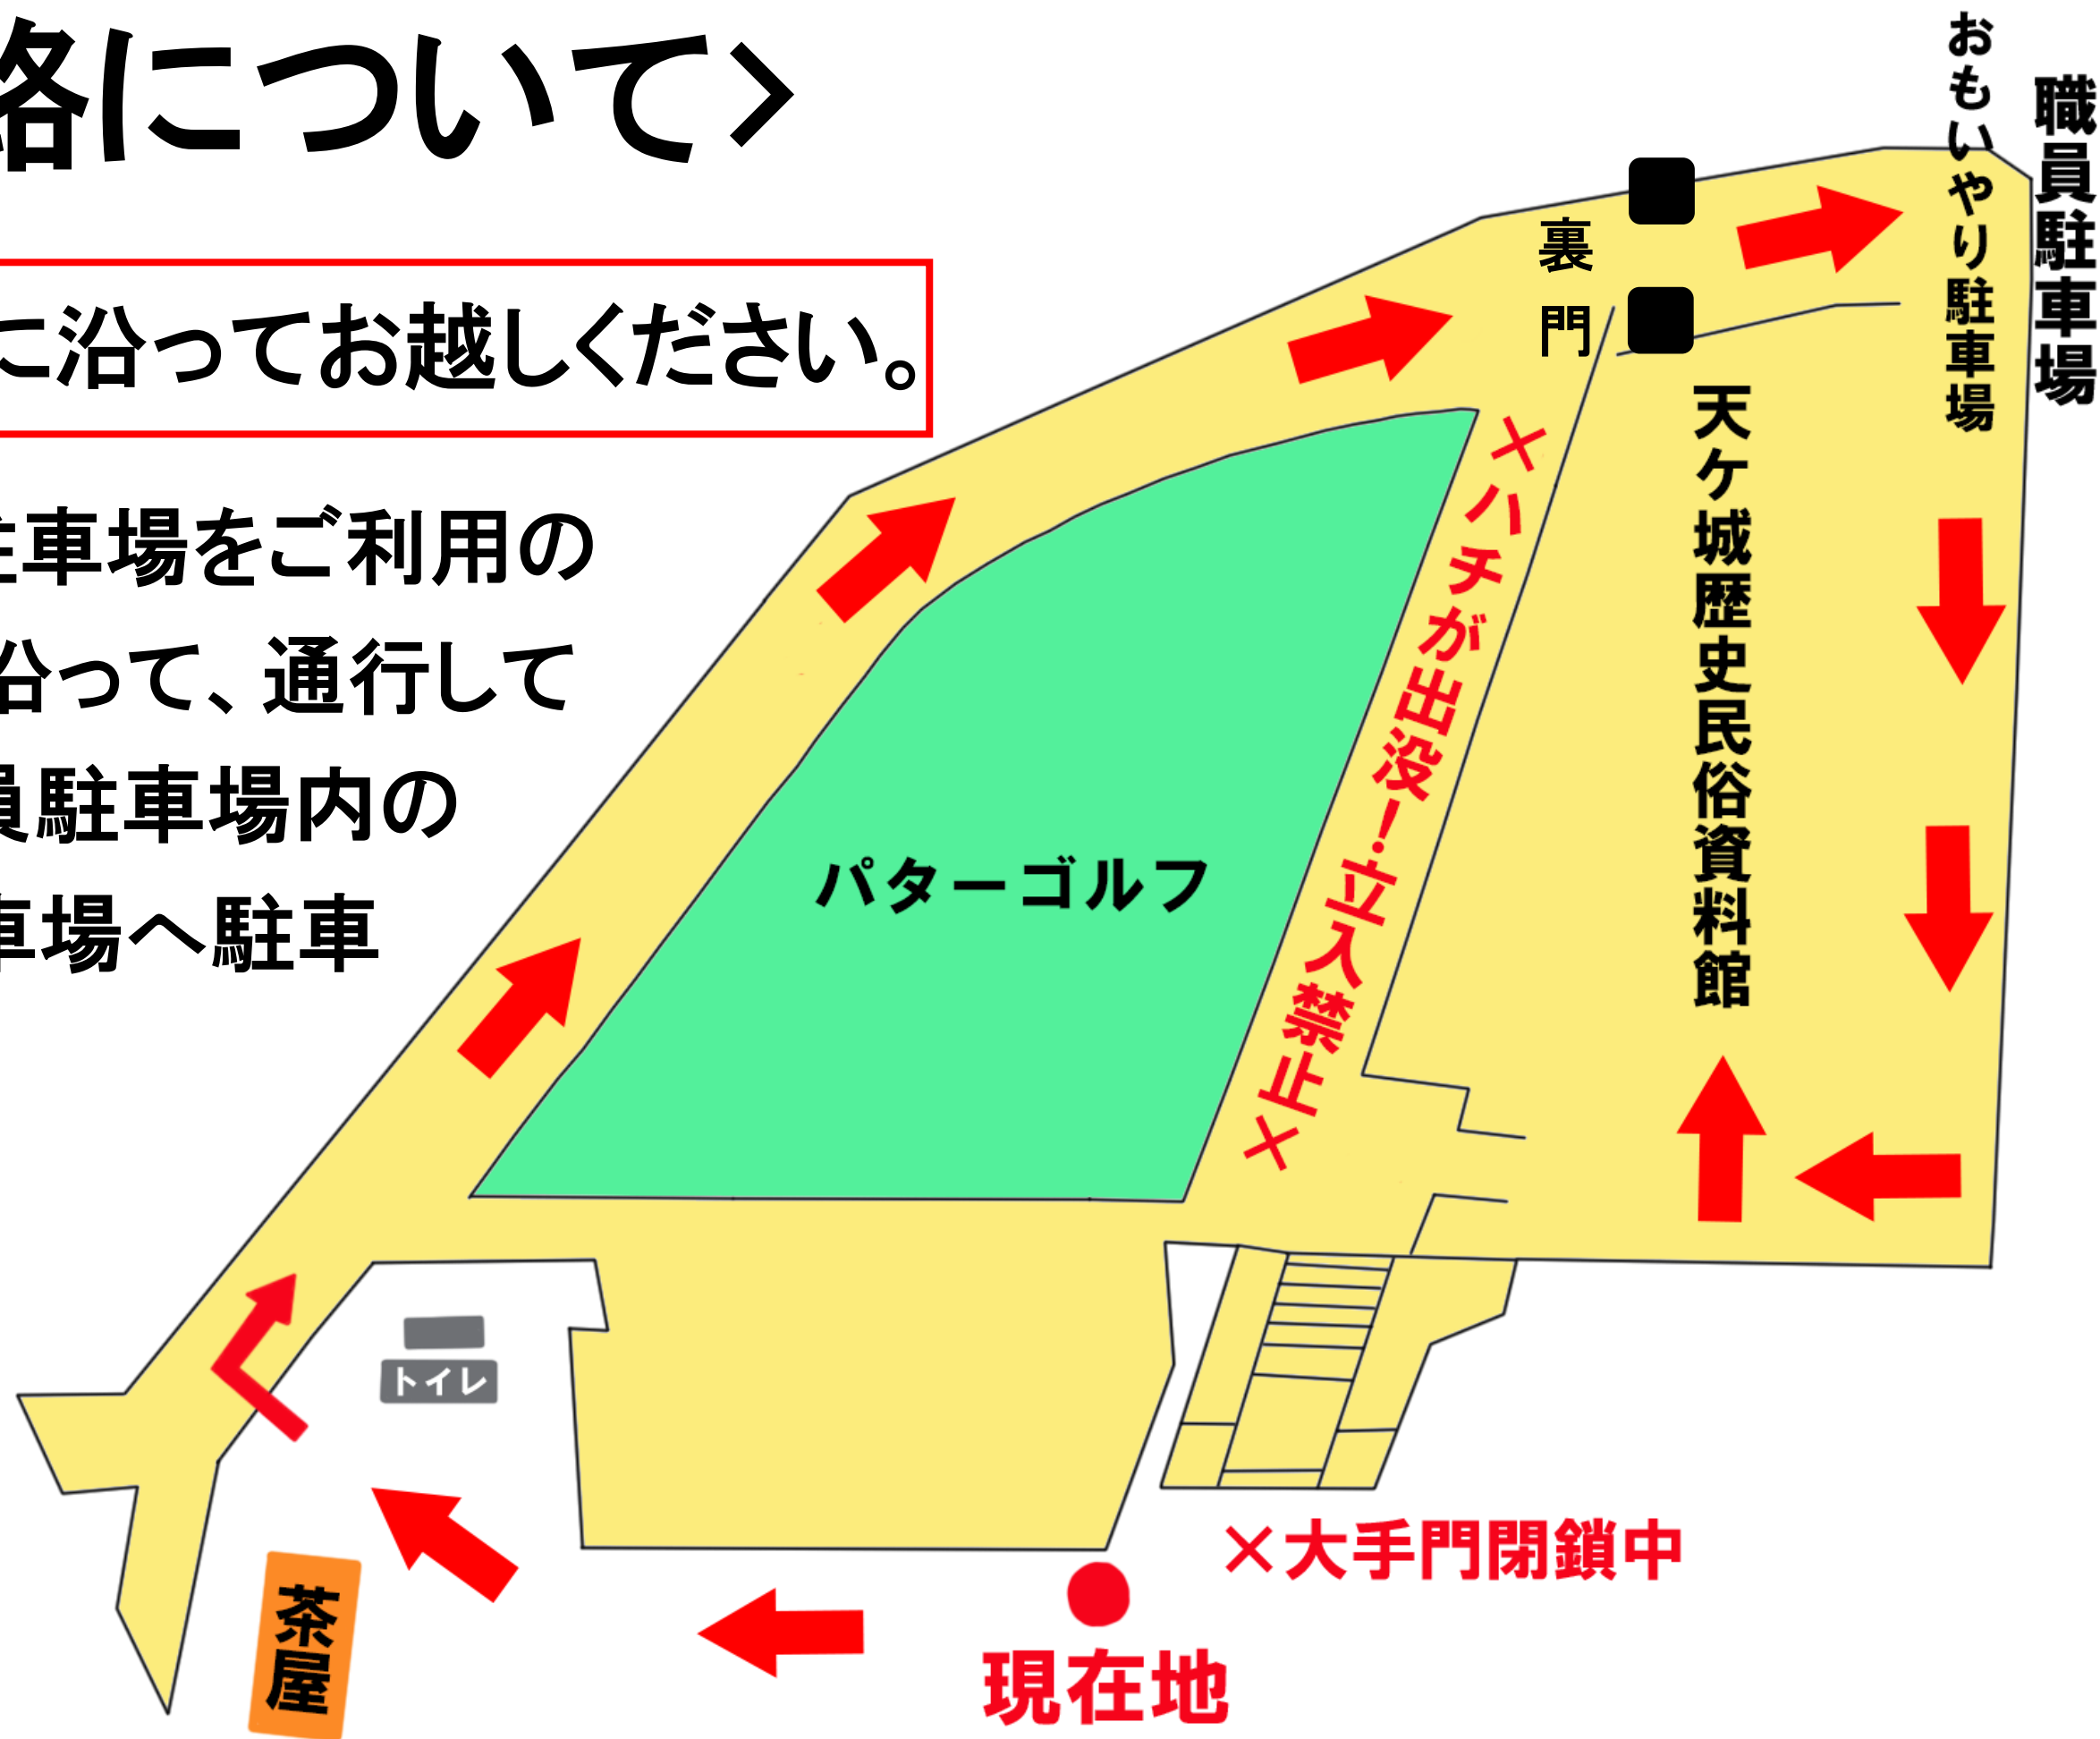 について〉
に沿ってお越しください。
車場をご利用の
って、通行して
駐車場内の
車場へ駐車
おもいやり駐車場
職員駐車場
裏門
×ハチが出没！立入禁止×
天ケ城歴史民俗資料館
パターゴルフ
トイレ
茶屋
×大手門閉鎖中
現在地